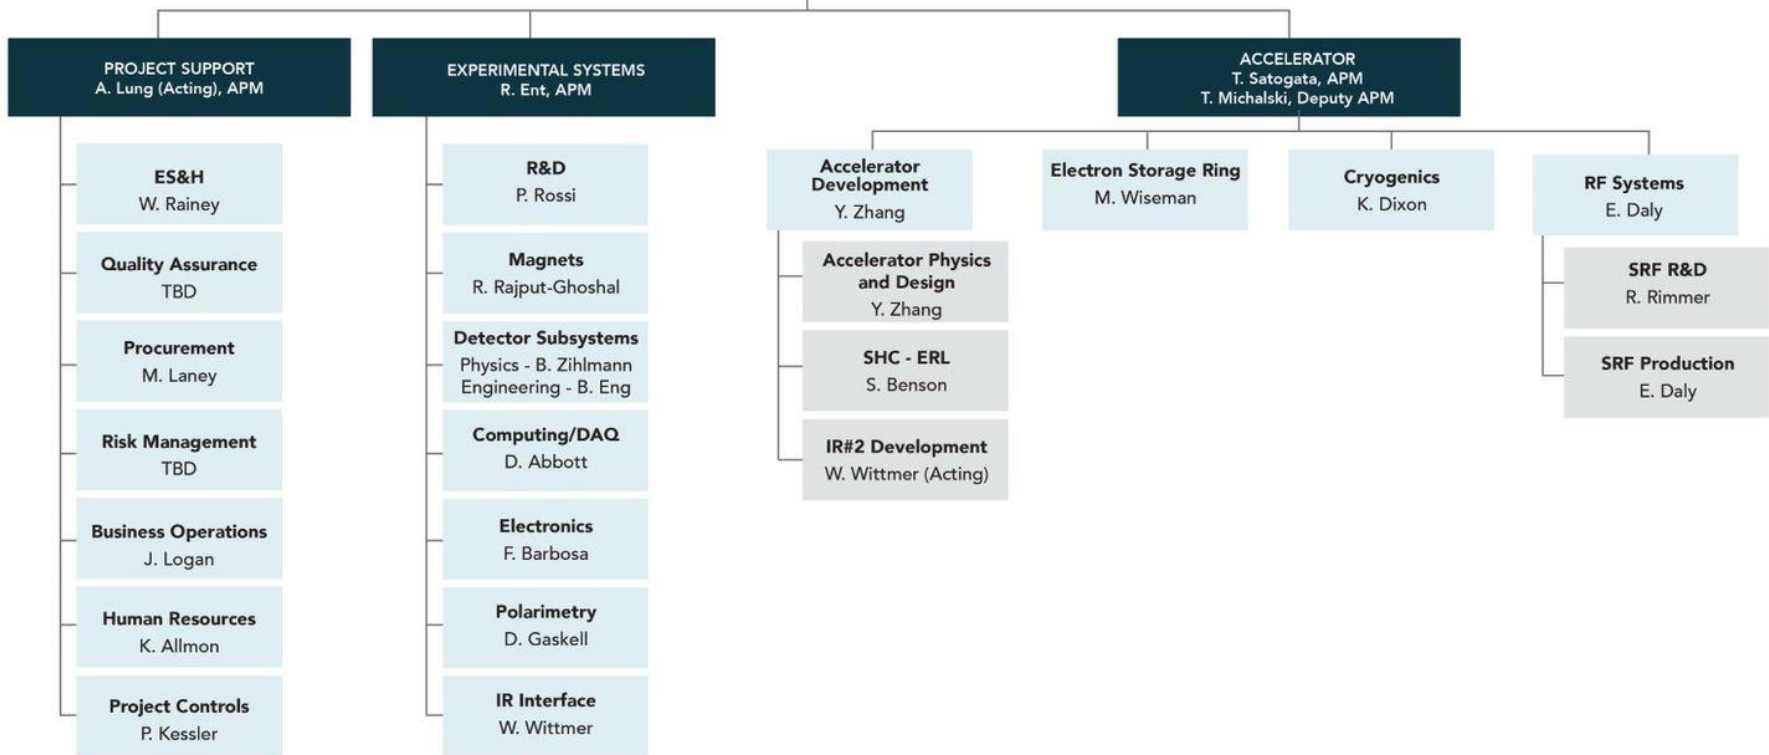 PROJECT SUPPORT
A. Lung (Acting), APM
ES&H
W. Rainey
Quality Assurance
TBD
Procurement
M. Laney
Risk Management
TBD
Business Operations
J. Logan
Human Resources
K. Allmon
Project Controls
P. Kessler
EXPERIMENTAL SYSTEMS
R. Ent, APM
R&D
P. Rossi
Magnets
R. Rajput-Ghoshal
Detector Subsystems
Physics - B. Zihlmann
Engineering - B. Eng
Computing/DAQ
D. Abbott
Electronics
F. Barbosa
Polarimetry
D. Gaskell
IR Interface
W. Wittmer
ACCELERATOR
T. Satogata, APM
T. Michalski, Deputy APM
Accelerator
Development
Y. Zhang
Accelerator Physics
and Design
Y. Zhang
SHC - ERL
S. Benson
IR#2 Development
W. Wittmer (Acting)
Electron Storage Ring
M. Wiseman
Cryogenics
K. Dixon
RF Systems
E. Daly
SRF R&D
R. Rimmer
SRF Production
E. Daly